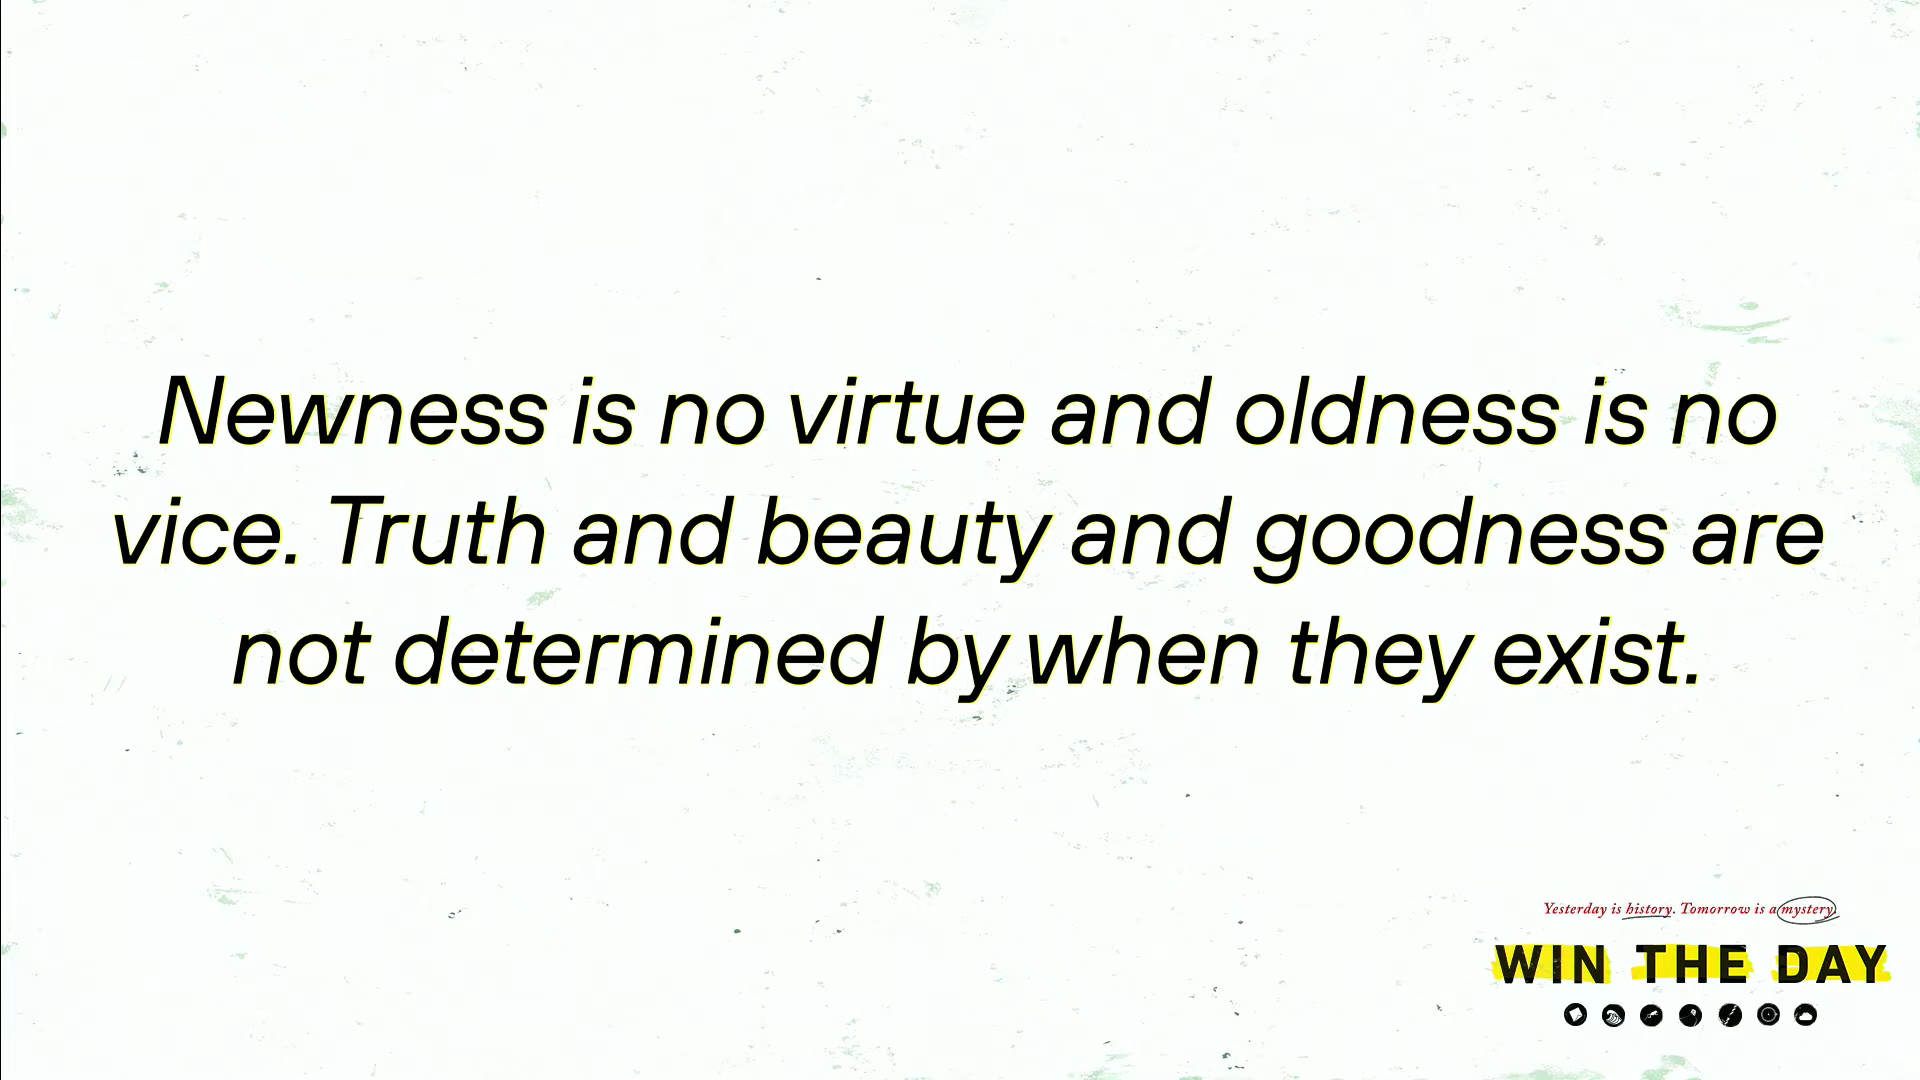 Newness is no virtue and oldness is no
vice. Truth and beauty and goodness are
not determined by when they exist.
Yesterday is history. Tomorrow is a mystery.
WIN THE DAY